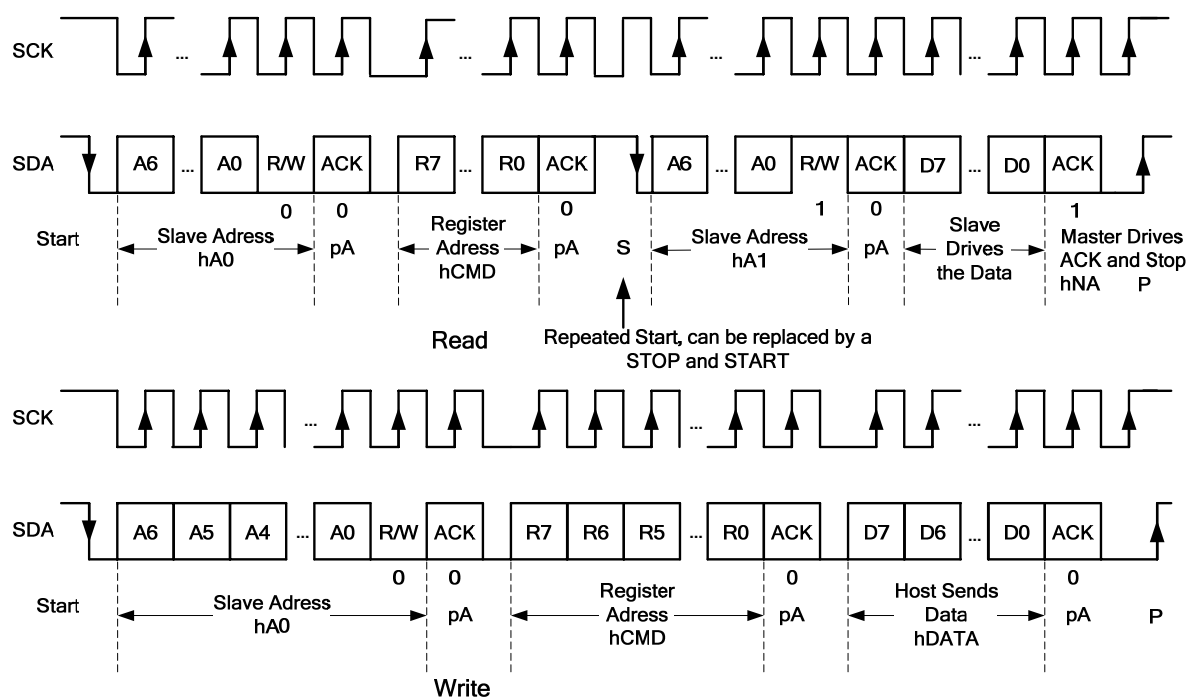 SCK
... ... ... ...
SDA
A6 ... A0 R/W ACK R7 ... R0 ACK A6 ... A0 R/W ACK D7 ... D0 ACK
0 0 0 1 0 1
Start
Slave Adress
hA0
pA
Register
Adress
hCMD
pA
S
Slave Adress
hA1
pA
Slave
Drives
the Data
Master Drives
ACK and Stop
hNA P
Read
Repeated Start, can be replaced by a
STOP and START
SCK
... ... ...
SDA
A6 A5 A4 ... A0 R/W ACK R7 R6 R5 ... R0 ACK D7 D6 ... D0 ACK
0 0 0 0
Start
Slave Adress
hA0
pA
Register
Adress
hCMD
pA
Host Sends
Data
hDATA
pA
P
Write